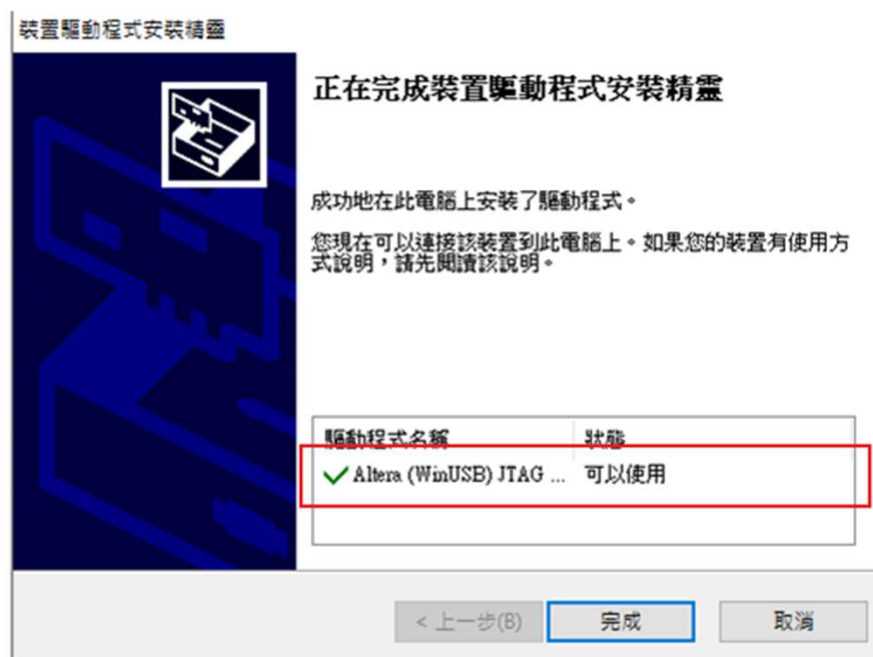 裝置驅動程式安裝精靈
正在完成裝置驅動程式安裝精靈
成功地在此電腦上安裝了驅動程式。
您現在可以連接該裝置到此電腦上。如果您的裝置有使用方
式說明，請先閱讀該說明。
驅動程式名稱 狀態
Altera (WinUSB) JTAG ... 可以使用
< 上一步(B) 完成 取消